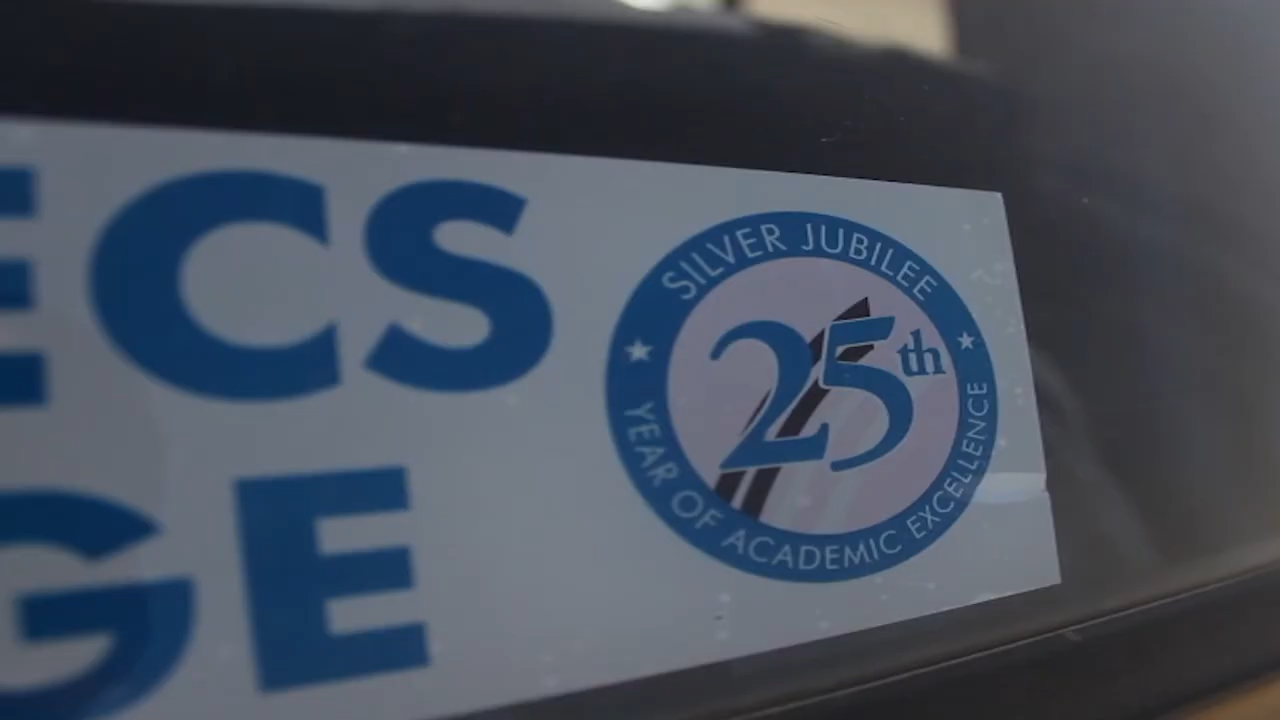 ECS
GE
SILVER JUBILEE
25th
YEAR OF ACADEMIC EXCELLENCE